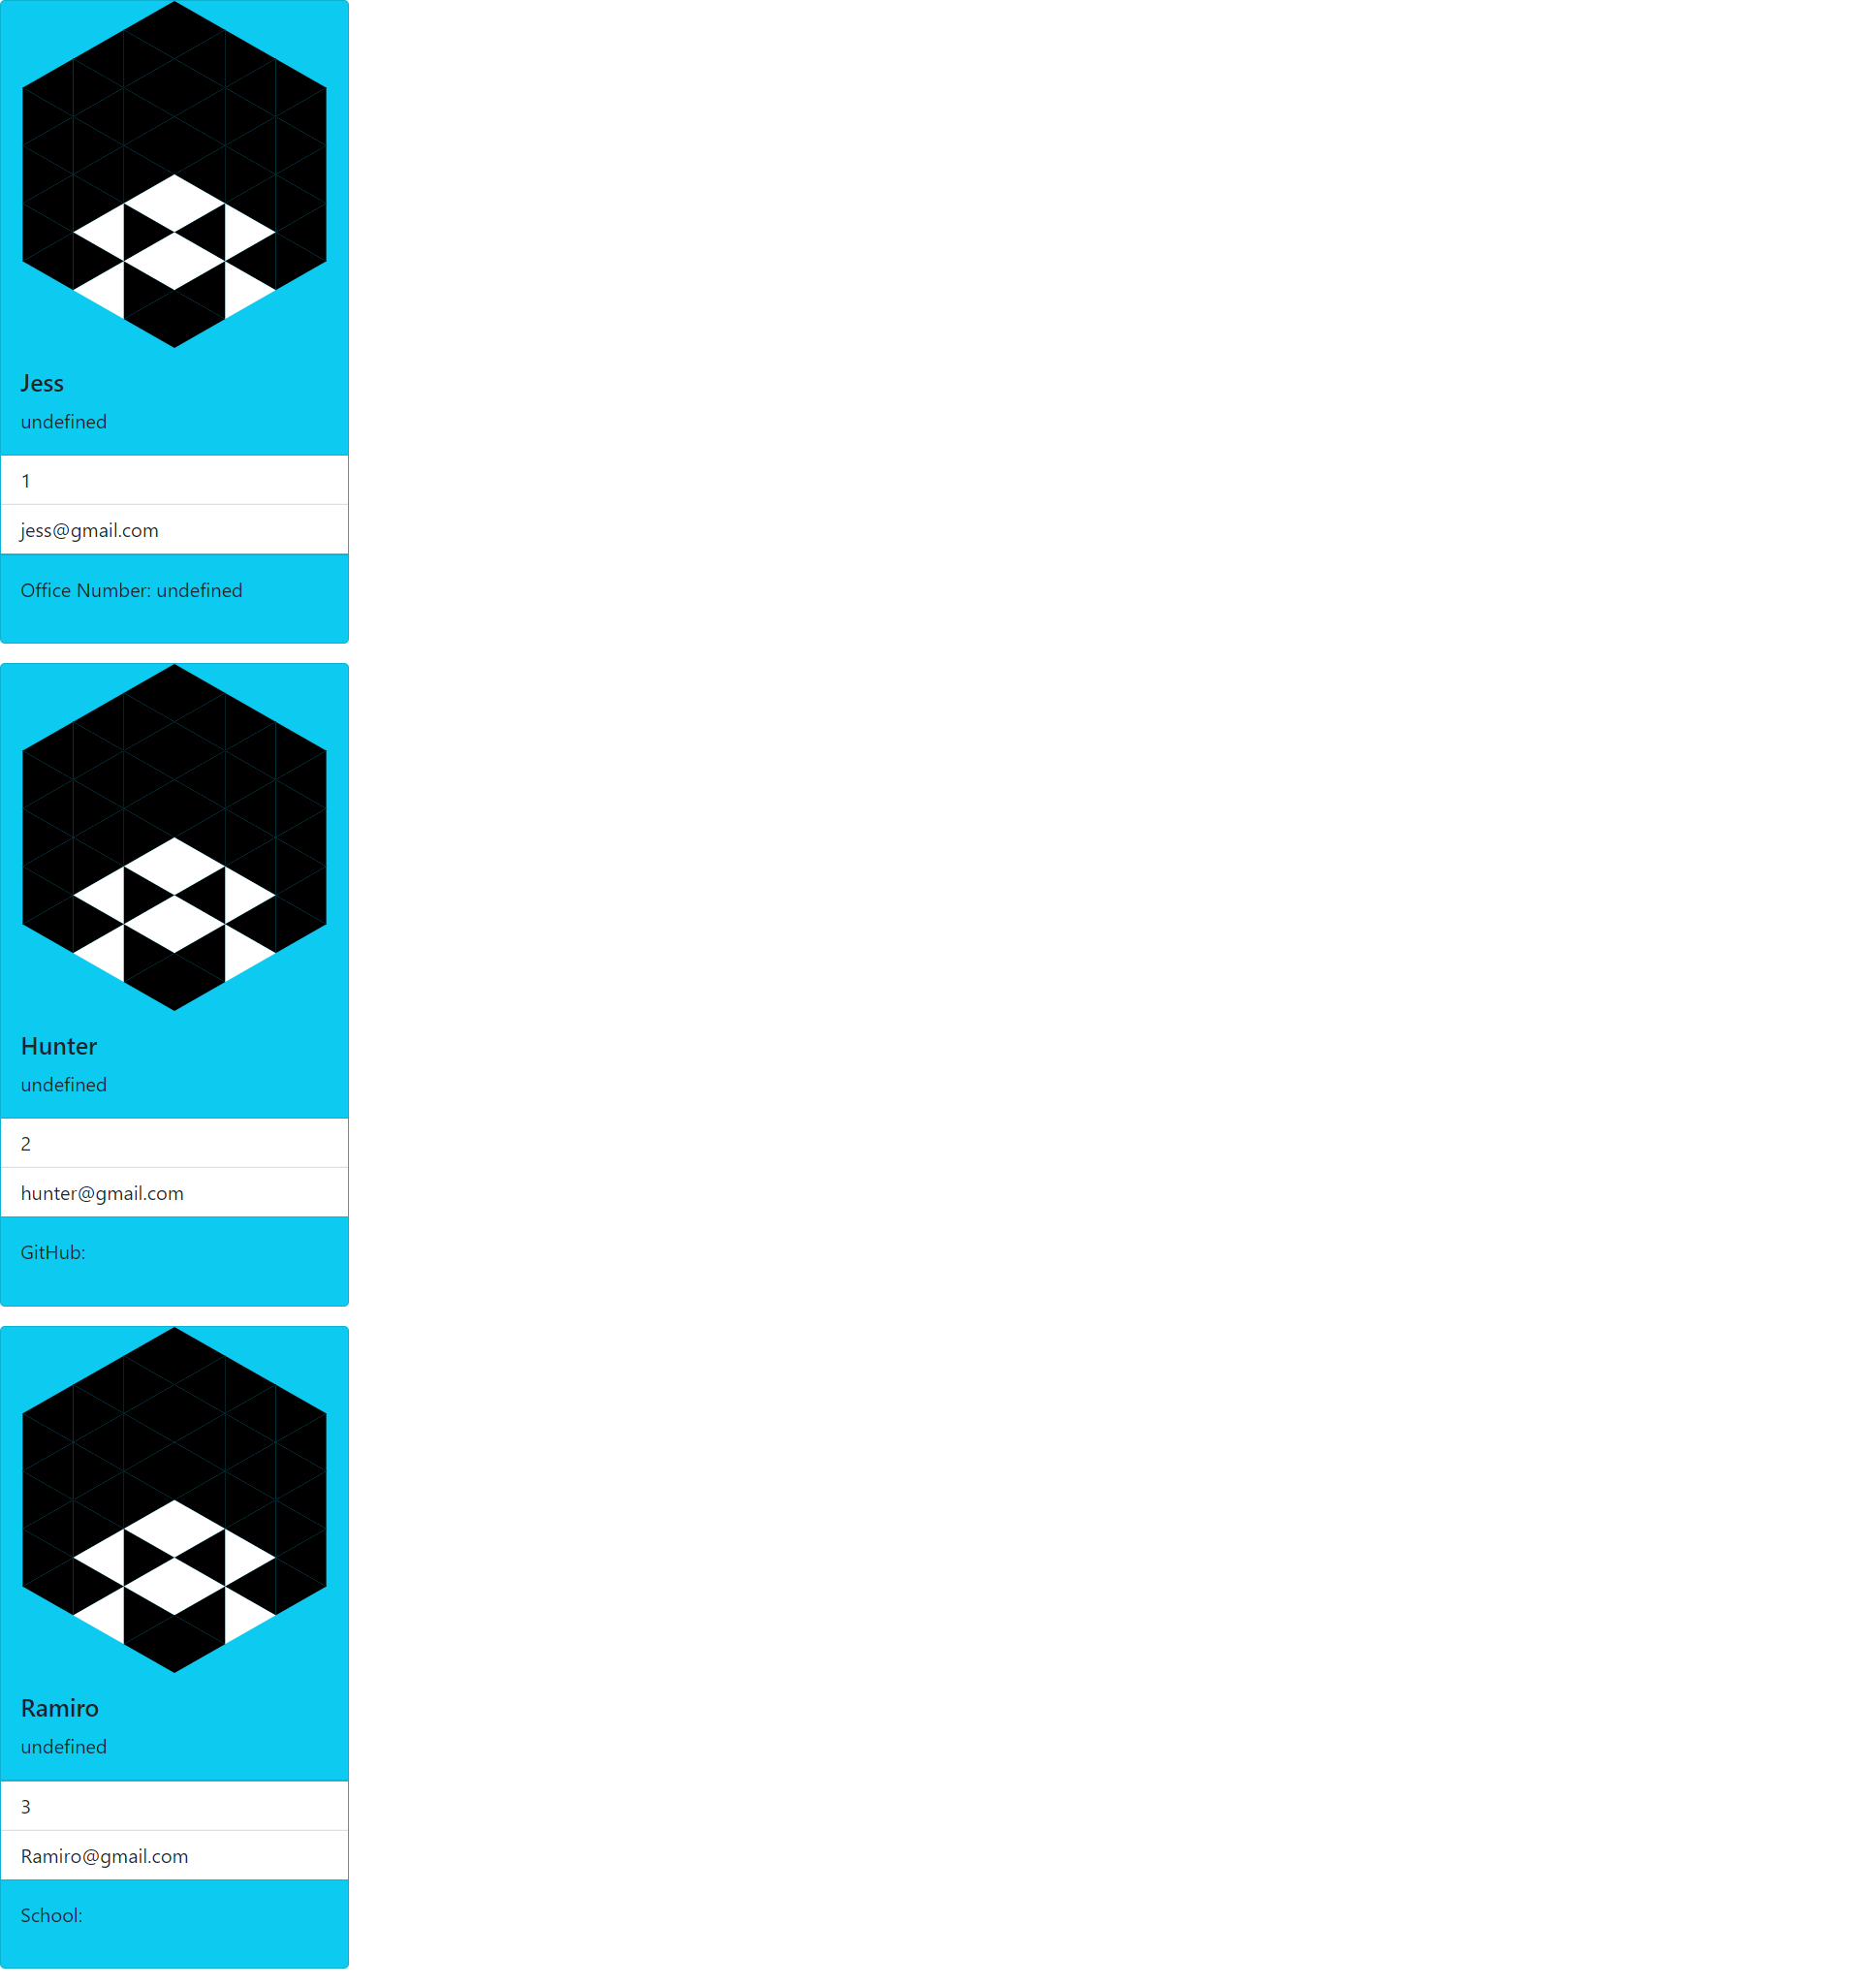 Jess
undefined
1
jess@gmail.com
Office Number: undefined
Hunter
undefined
2
hunter@gmail.com
GitHub:
Ramiro
undefined
3
Ramiro@gmail.com
School: